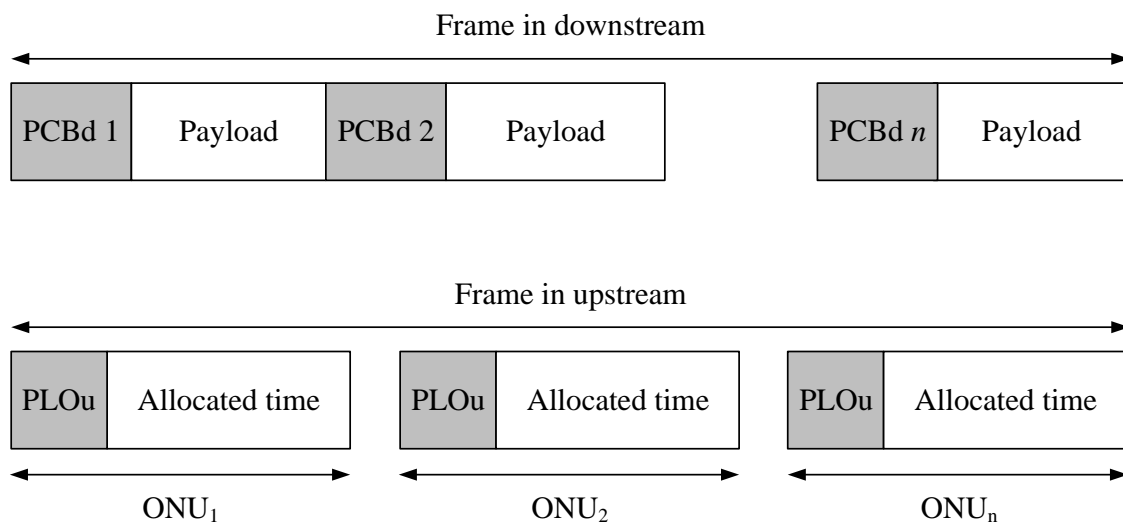 Frame in downstream
PCBd 1 Payload PCBd 2 Payload PCBd n Payload
Frame in upstream
PLOu Allocated time PLOu Allocated time PLOu Allocated time
ONU₁ ONU₂ ONUₙ